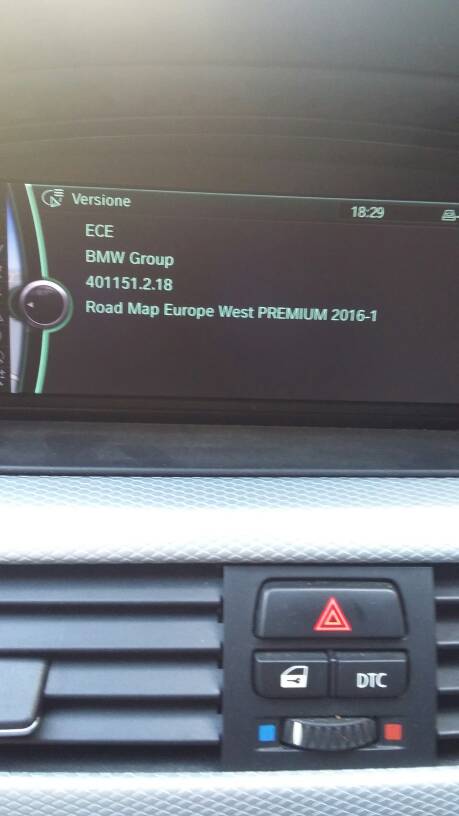 Versione
18:29
ECE
BMW Group
401151.2.18
Road Map Europe West PREMIUM 2016-1
DTC